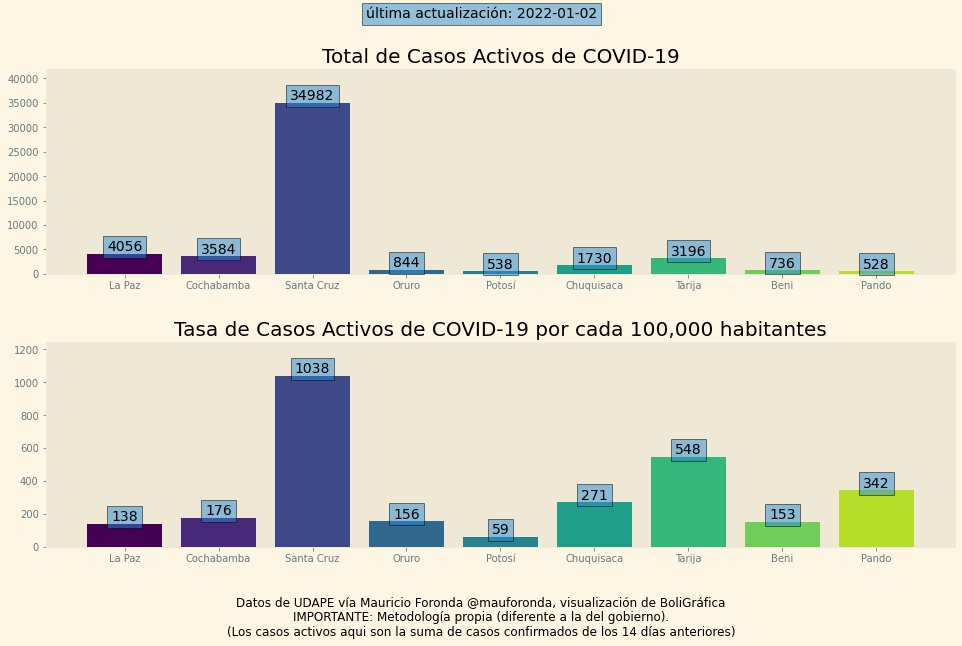 última actualización: 2022-01-02
Total de Casos Activos de COVID-19
40000
35000
30000
25000
20000
15000
10000
5000
0
4056
3584
34982
844
538
1730
3196
736
528
La Paz
Cochabamba
Santa Cruz
Oruro
Potosí
Chuquisaca
Tarija
Beni
Pando
Tasa de Casos Activos de COVID-19 por cada 100,000 habitantes
1200
1000
800
600
400
200
0
138
176
1038
156
59
271
548
153
342
La Paz
Cochabamba
Santa Cruz
Oruro
Potosí
Chuquisaca
Tarija
Beni
Pando
Datos de UDAPE vía Mauricio Foronda @mauforonda, visualización de BoliGráfica
IMPORTANTE: Metodología propia (diferente a la del gobierno).
(Los casos activos aqui son la suma de casos confirmados de los 14 días anteriores)